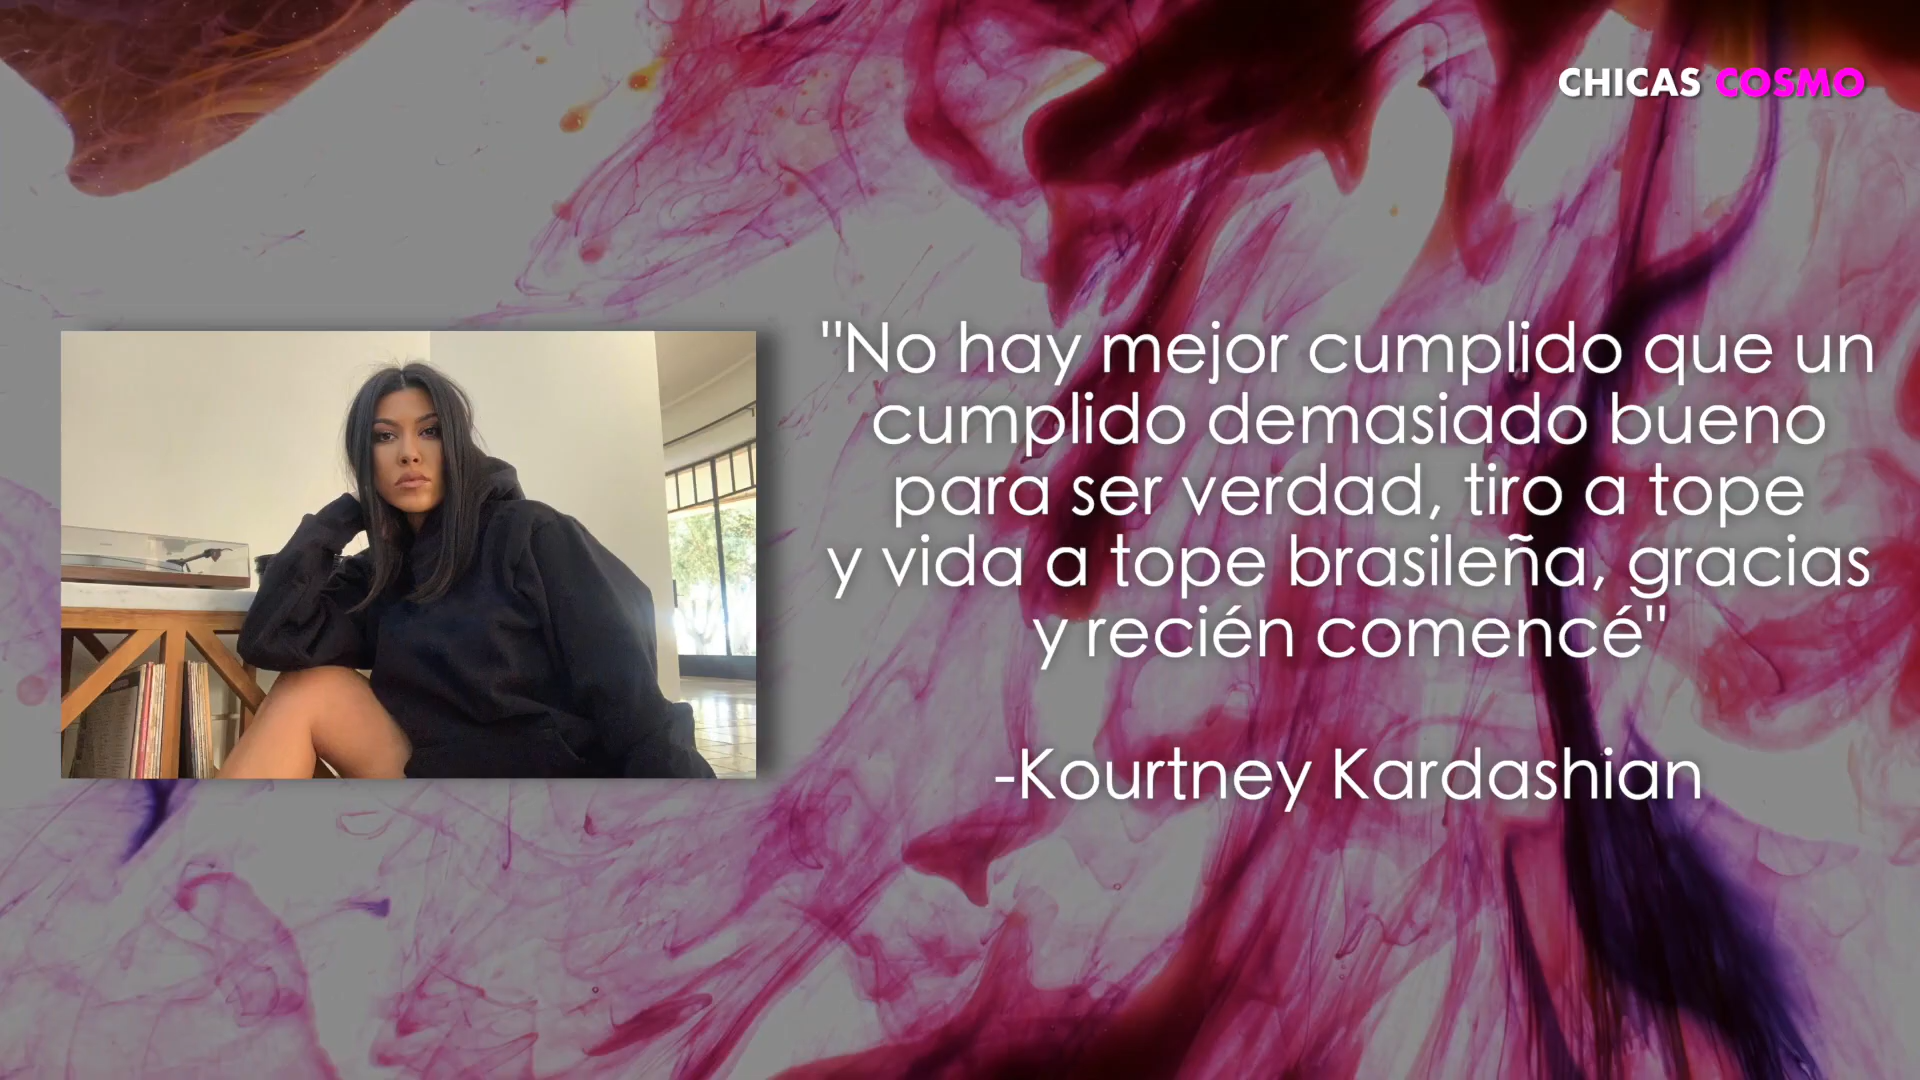 CHICAS COSMO
"No hay mejor cumplido que un
cumplido demasiado bueno
para ser verdad, tiro a tope
y vida a tope brasileña, gracias
y recién comencé"
-Kourtney Kardashian